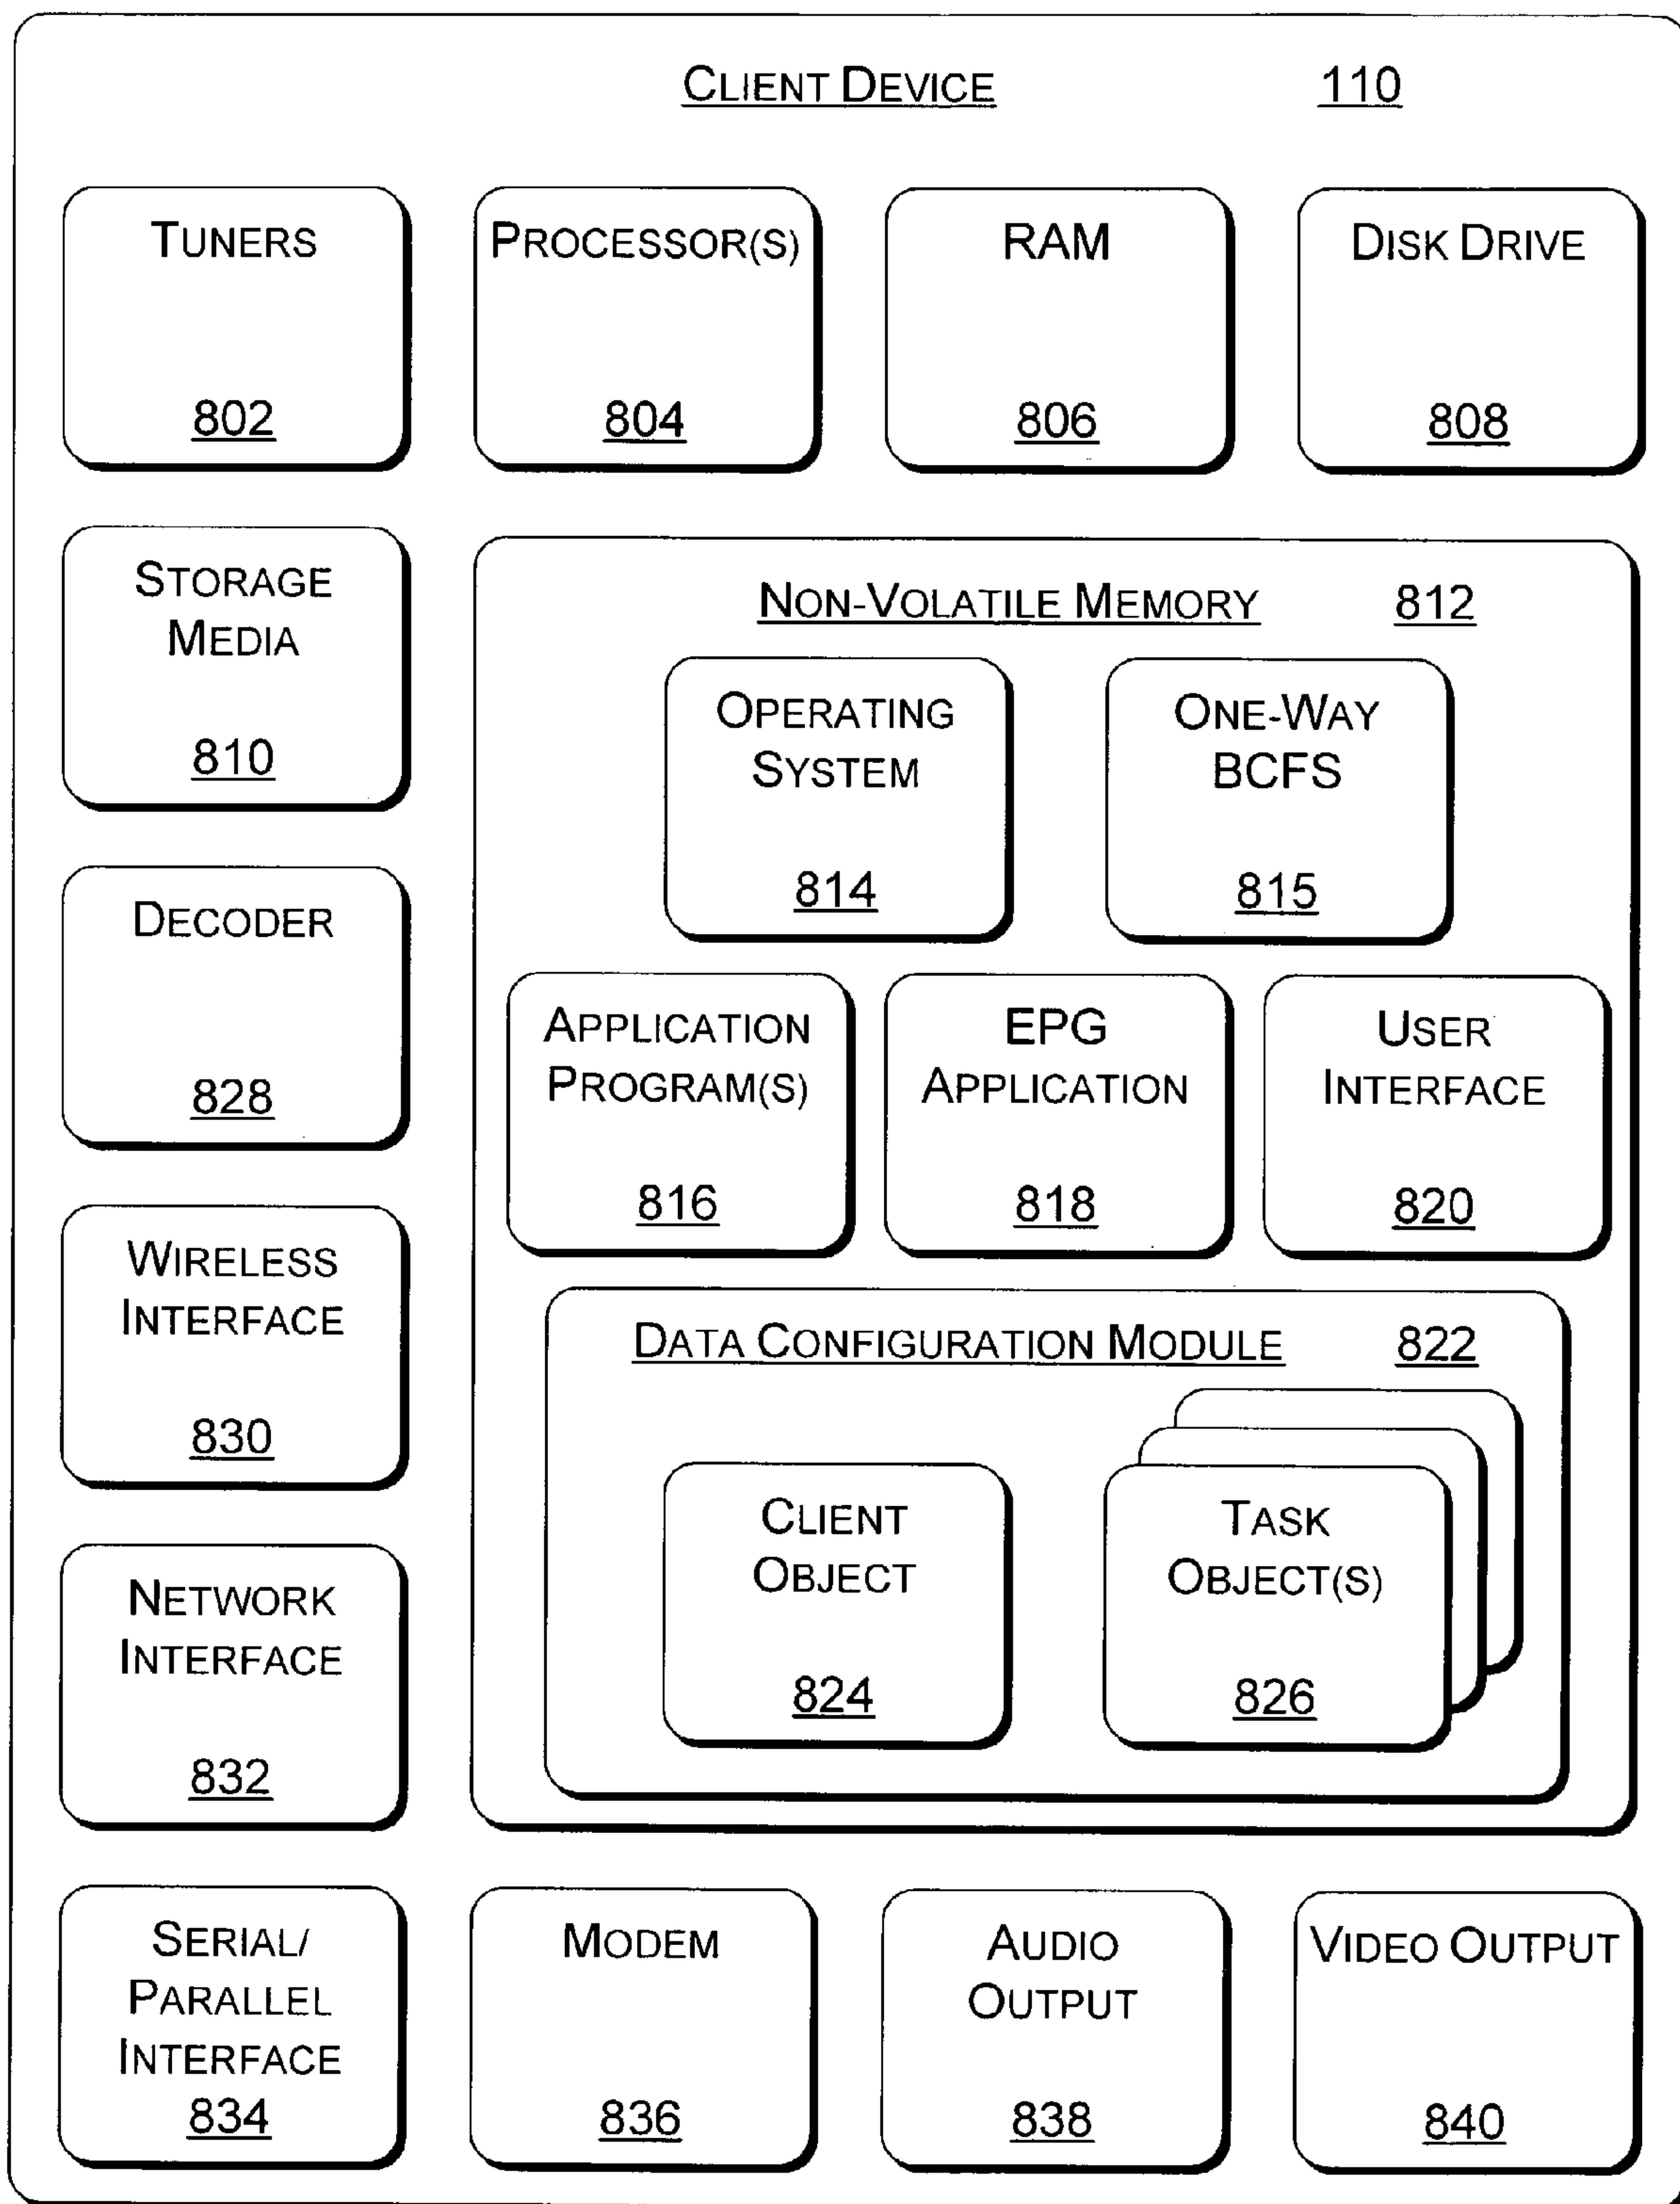 CLIENT DEVICE 110
TUNERS
802
PROCESSOR(S)
804
RAM
806
DISK DRIVE
808
STORAGE
MEDIA
810
NON-VOLATILE MEMORY 812
OPERATING
SYSTEM
814
ONE-WAY
BCFS
815
DECODER
828
APPLICATION
PROGRAM(S)
816
EPG
APPLICATION
818
USER
INTERFACE
820
WIRELESS
INTERFACE
830
DATA CONFIGURATION MODULE 822
CLIENT
OBJECT
824
TASK
OBJECT(S)
826
NETWORK
INTERFACE
832
SERIAL/
PARALLEL
INTERFACE
834
MODEM
836
AUDIO
OUTPUT
838
VIDEO OUTPUT
840